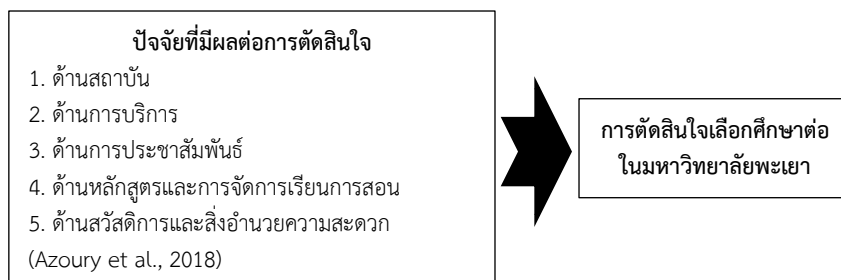 ปัจจัยที่มีผลต่อการตัดสินใจ
1. ด้านสถาบัน
2. ด้านการบริการ
3. ด้านการประชาสัมพันธ์
4. ด้านหลักสูตรและการจัดการเรียนการสอน
5. ด้านสวัสดิการและสิ่งอำนวยความสะดวก
(Azoury et al., 2018)
การตัดสินใจเลือกศึกษาต่อ
ในมหาวิทยาลัยพะเยา